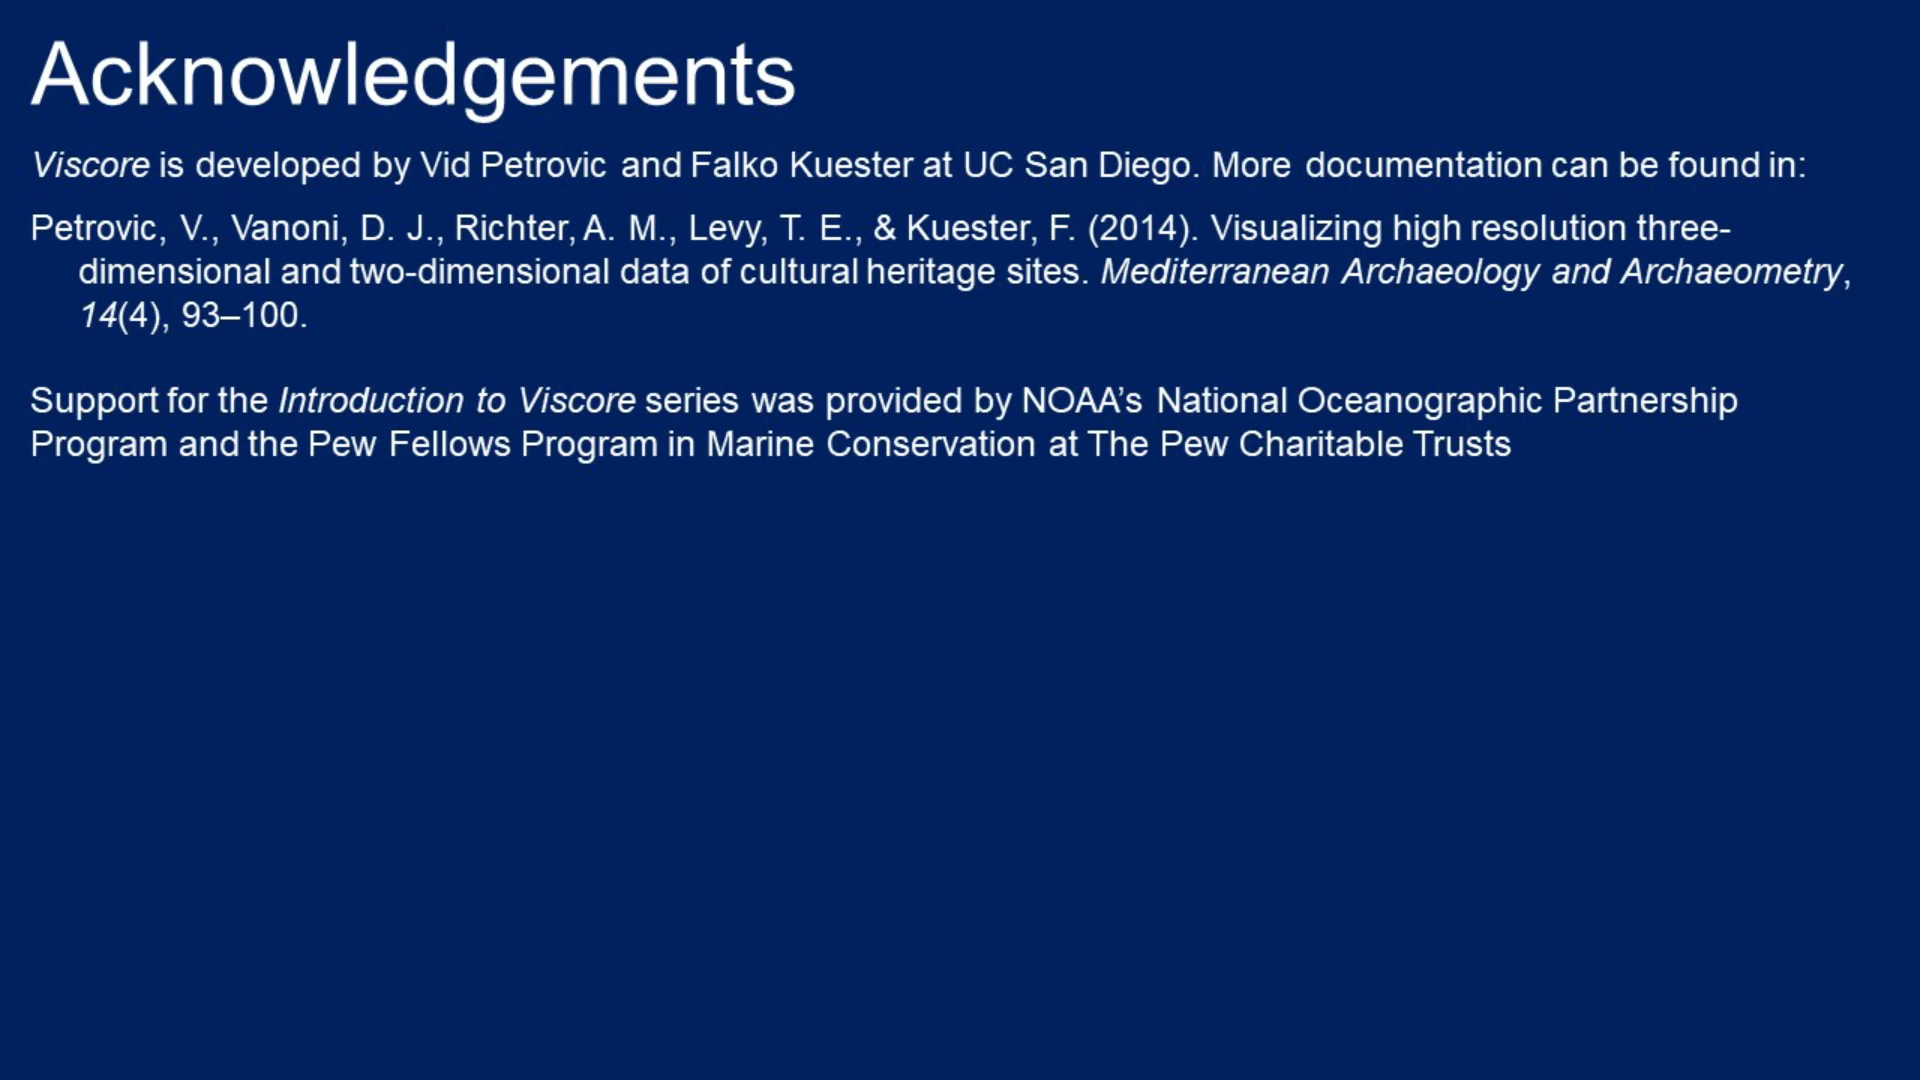 Acknowledgements
Viscore is developed by Vid Petrovic and Falko Kuester at UC San Diego. More documentation can be found in:
Petrovic, V., Vanoni, D. J., Richter, A. M., Levy, T. E., & Kuester, F. (2014). Visualizing high resolution three-
dimensional and two-dimensional data of cultural heritage sites. Mediterranean Archaeology and Archaeometry,
14(4), 93–100.
Support for the Introduction to Viscore series was provided by NOAA’s National Oceanographic Partnership
Program and the Pew Fellows Program in Marine Conservation at The Pew Charitable Trusts